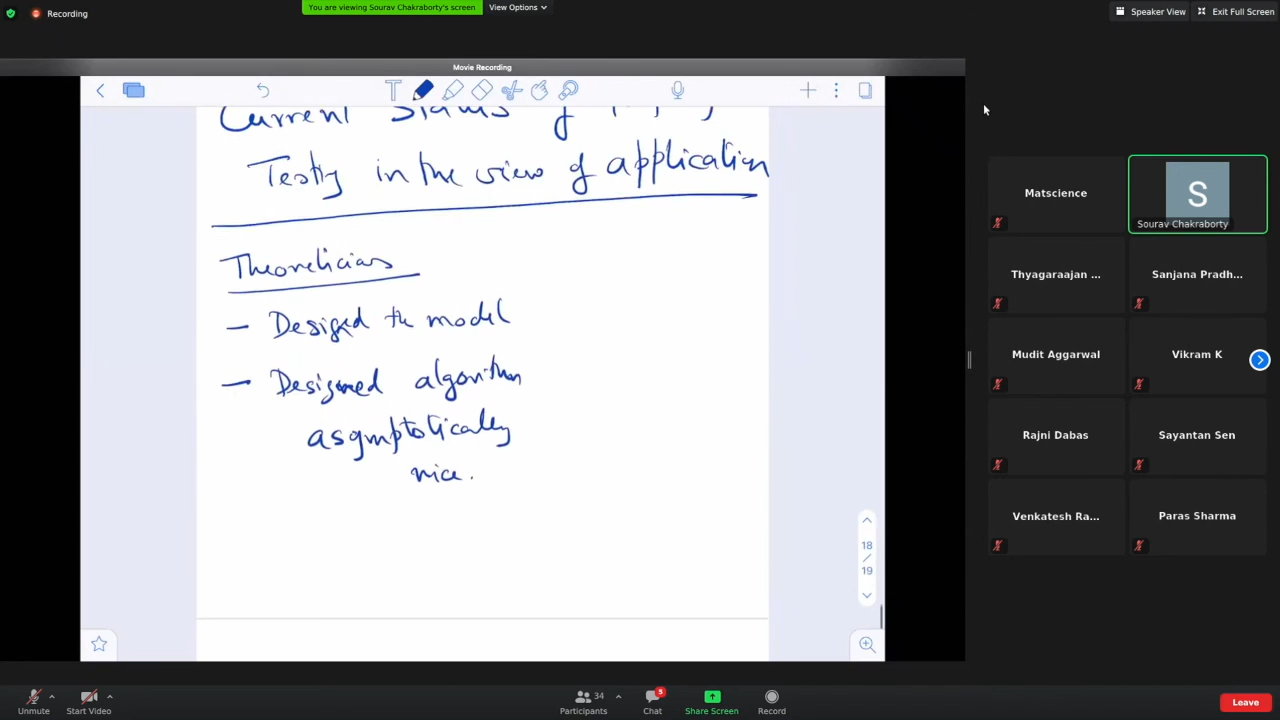 Recording
You are viewing Sourav Chakraborty's screen
View Options
Speaker View
Exit Full Screen
Movie Recording
Current Status of
Testing in the view of application
Theoreticians
- Designed the model
- Designed algorithm
asymptotically
nice.
18
/
19
Matscience
S
Sourav Chakraborty
Thyagaraajan ...
Sanjana Pradh...
Mudit Aggarwal
Vikram K
Rajni Dabas
Sayantan Sen
Venkatesh Ra...
Paras Sharma
Unmute
Start Video
34
Participants
5
Chat
Share Screen
Record
Leave